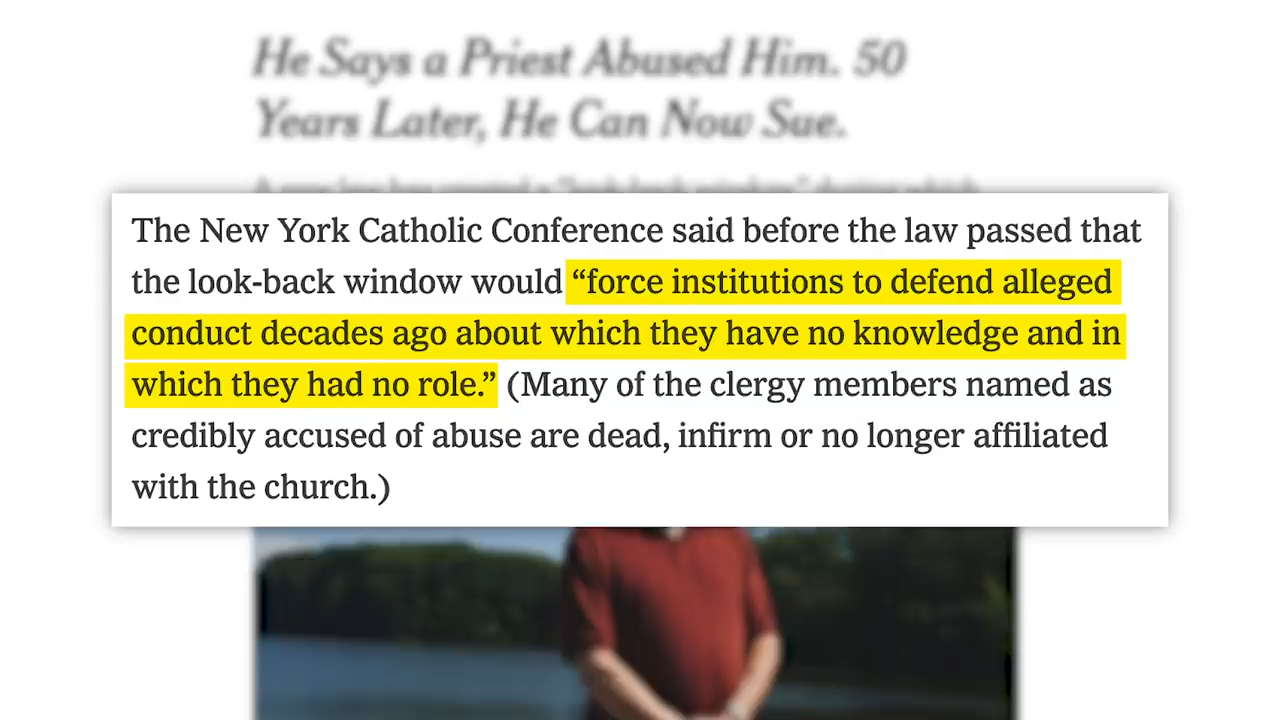 He Says a Priest Abused Him. 50
Years Later, He Can Now Sue.
The New York Catholic Conference said before the law passed that
the look-back window would “force institutions to defend alleged
conduct decades ago about which they have no knowledge and in
which they had no role.” (Many of the clergy members named as
credibly accused of abuse are dead, infirm or no longer affiliated
with the church.)